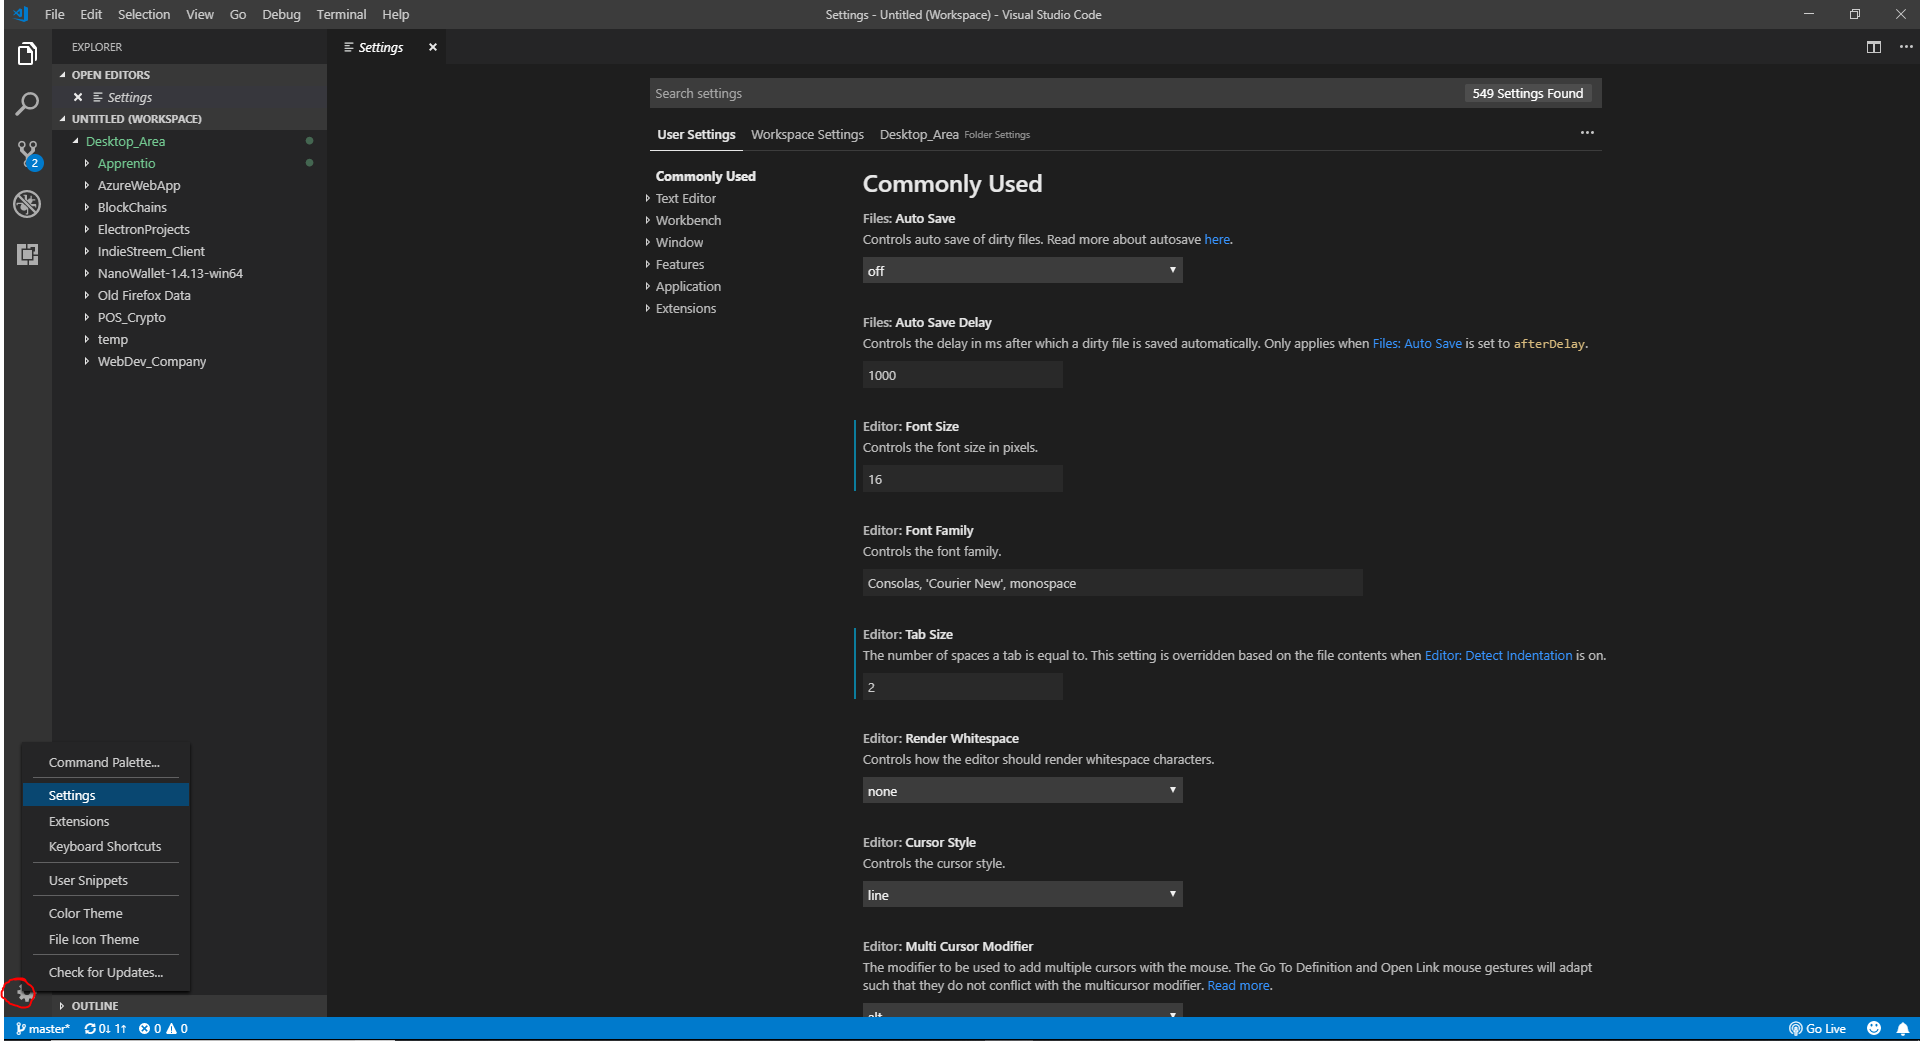 File Edit Selection View Go Debug Terminal Help
Settings - Untitled (Workspace) - Visual Studio Code
EXPLORER
OPEN EDITORS
Settings
UNTITLED (WORKSPACE)
Desktop_Area
Apprentio
AzureWebApp
BlockChains
ElectronProjects
IndieStreem_Client
NanoWallet-1.4.13-win64
Old Firefox Data
POS_Crypto
temp
WebDev_Company
2
Command Palette...
Settings
Extensions
Keyboard Shortcuts
User Snippets
Color Theme
File Icon Theme
Check for Updates...
OUTLINE
Settings
Search settings
549 Settings Found
User Settings Workspace Settings Desktop_Area Folder Settings
Commonly Used
Text Editor
Workbench
Window
Features
Application
Extensions
Commonly Used
Files: Auto Save
Controls auto save of dirty files. Read more about autosave here.
off
Files: Auto Save Delay
Controls the delay in ms after which a dirty file is saved automatically. Only applies when Files: Auto Save is set to afterDelay.
1000
Editor: Font Size
Controls the font size in pixels.
16
Editor: Font Family
Controls the font family.
Consolas, 'Courier New', monospace
Editor: Tab Size
The number of spaces a tab is equal to. This setting is overridden based on the file contents when Editor: Detect Indentation is on.
2
Editor: Render Whitespace
Controls how the editor should render whitespace characters.
none
Editor: Cursor Style
Controls the cursor style.
line
Editor: Multi Cursor Modifier
The modifier to be used to add multiple cursors with the mouse. The Go To Definition and Open Link mouse gestures will adapt
such that they do not conflict with the multicursor modifier. Read more.
alt
master* 0↓ 1↑ 0 0
Go Live